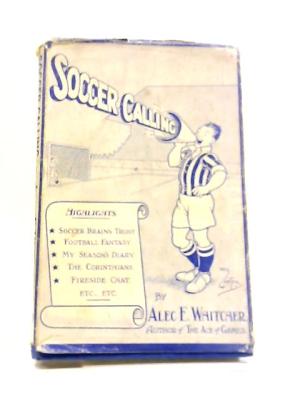 SOCCER CALLING
HIGHLIGHTS
SOCCER BRAINS TRUST
FOOTBALL FANTASY
MY SEASON'S DIARY
THE CORINTHIANS
FIRESIDE CHAT
ETC. ETC.
BY
ALEC E. WHITCHER
AUTHOR of THE ACE of GAMES